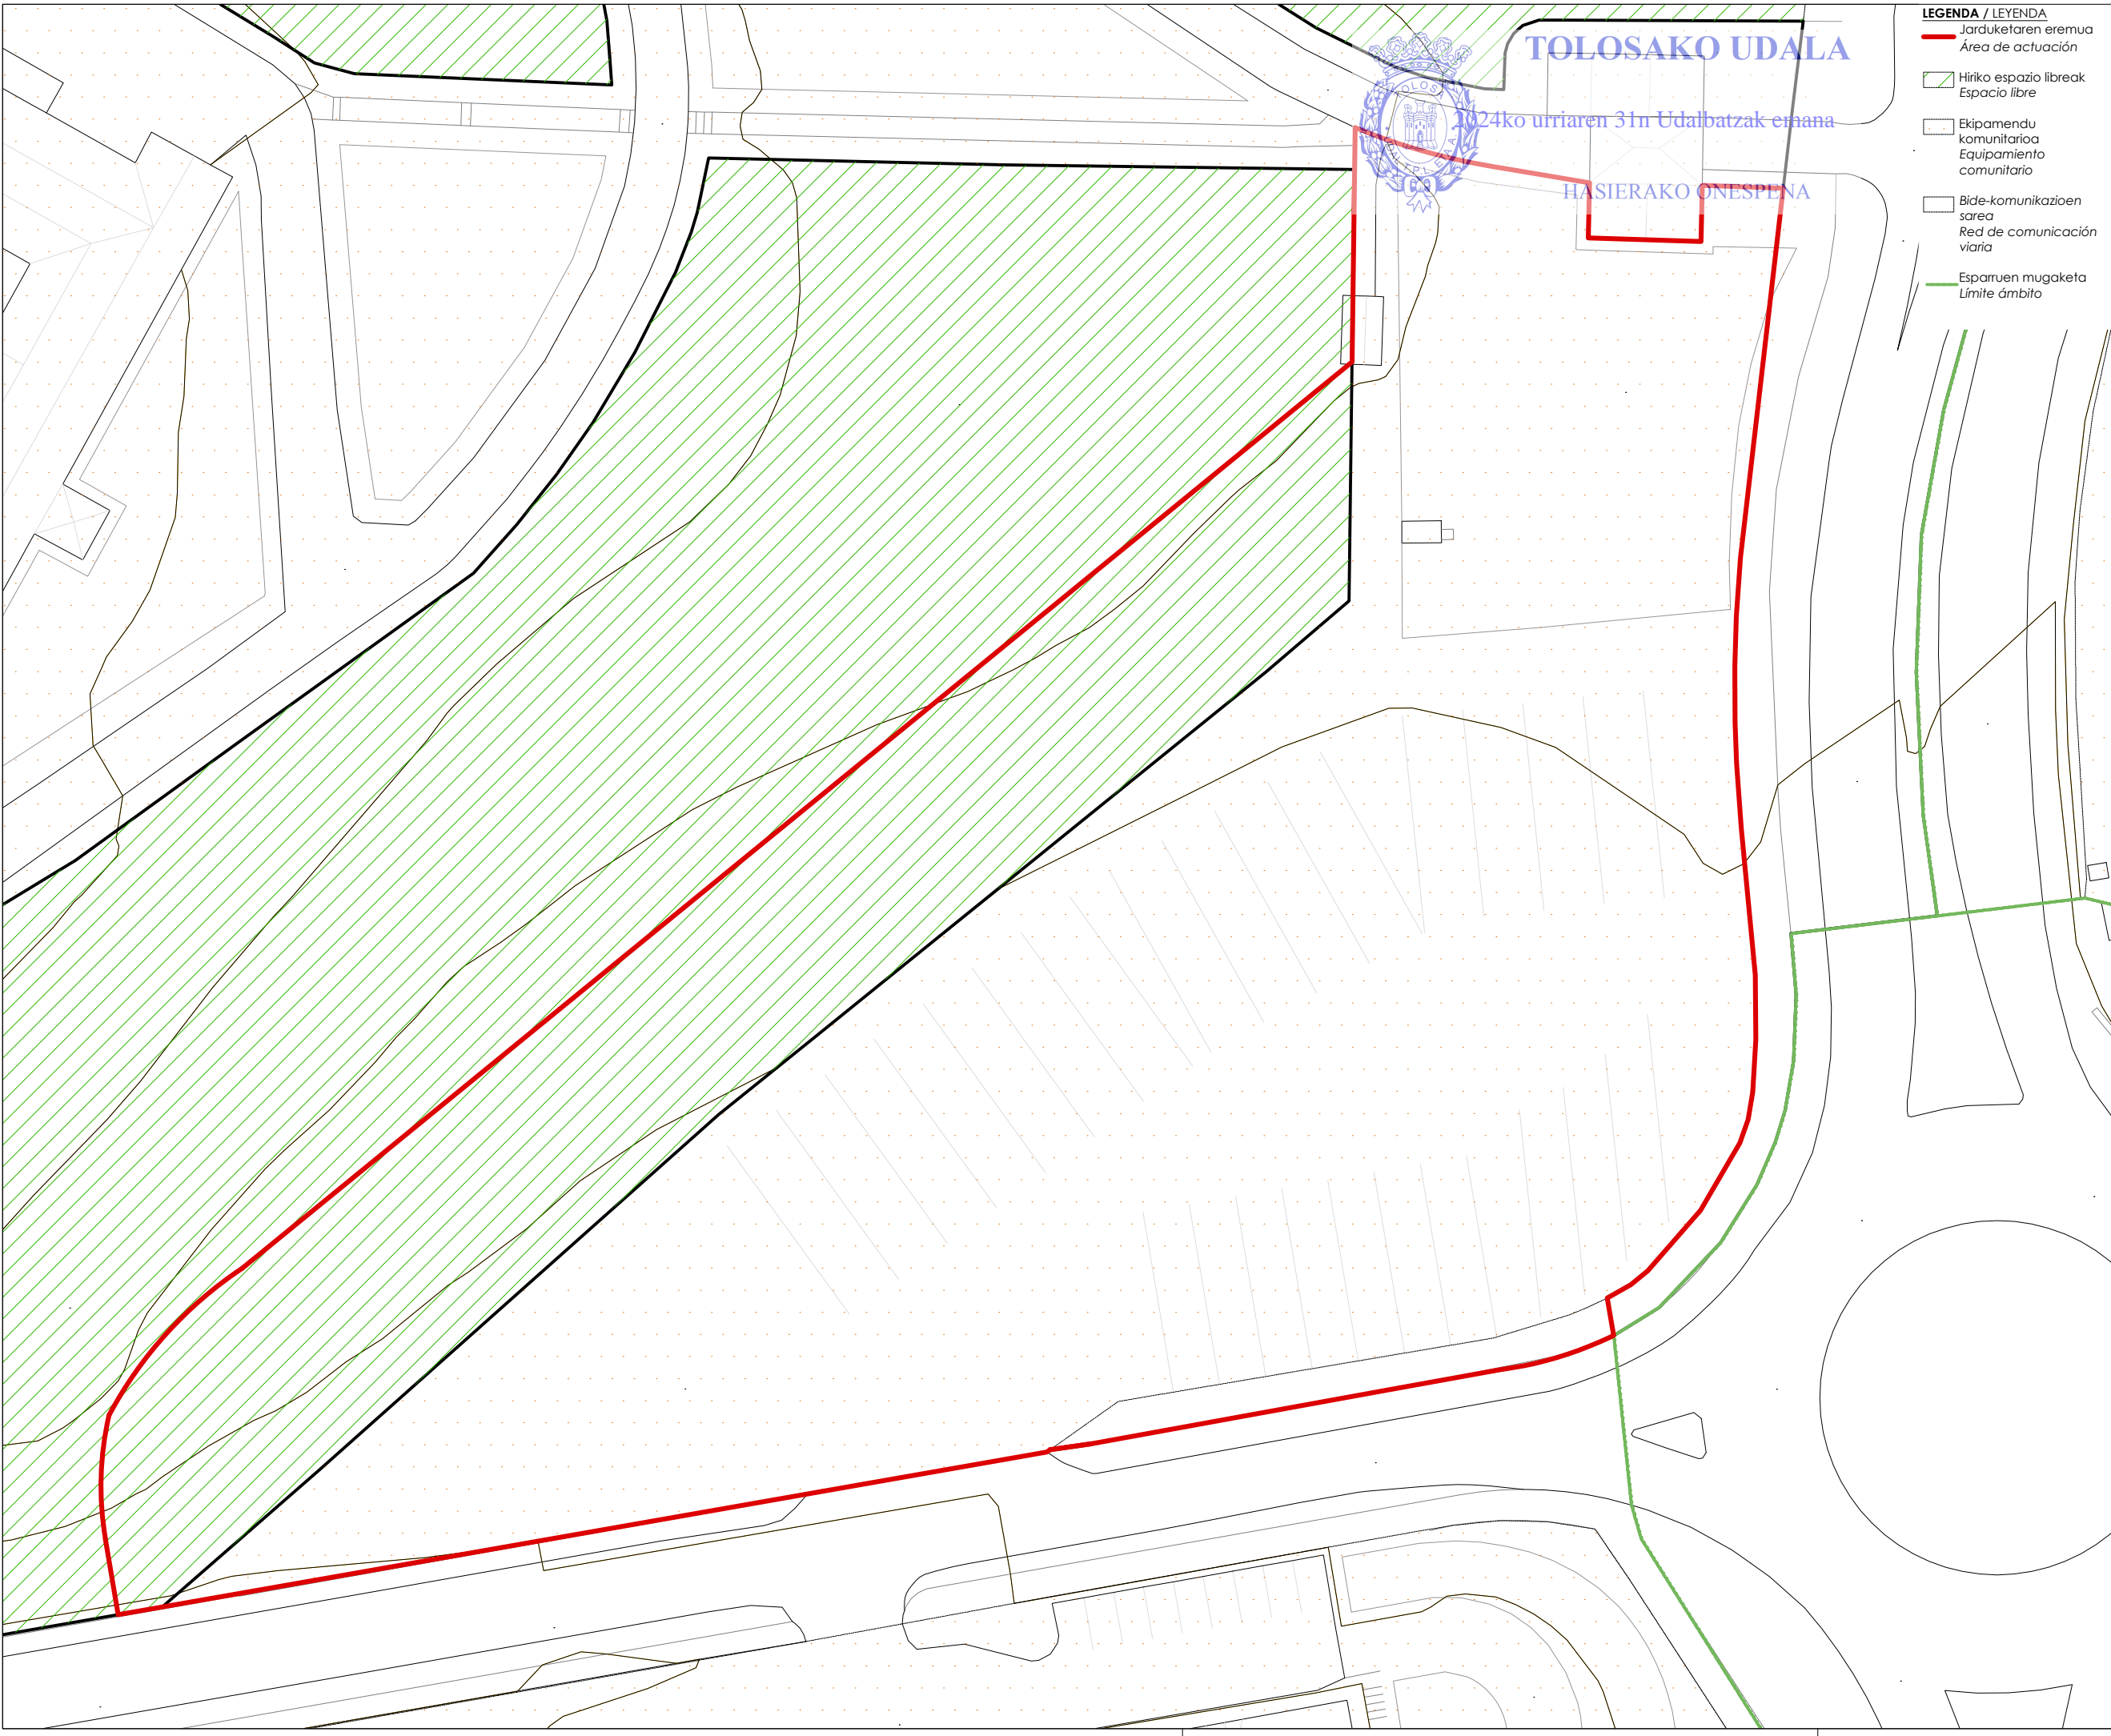 LEGENDA / LEYENDA
Jarduketaren eremua
Área de actuación
Hiriko espazio libreak
Espacio libre
Ekipamendu
komunitarioa
Equipamiento
comunitario
Bide-komunikazioen
sarea
Red de comunicación
viaria
Esparruen mugaketa
Límite ámbito
TOLOSAKO UDALA
2024ko urriaren 31n Udalbatzak emana
HASIERAKO ONESPENA